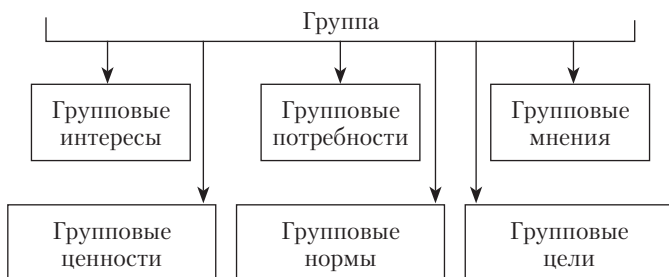 Группа
Групповые
интересы
Групповые
потребности
Групповые
мнения
Групповые
ценности
Групповые
нормы
Групповые
цели